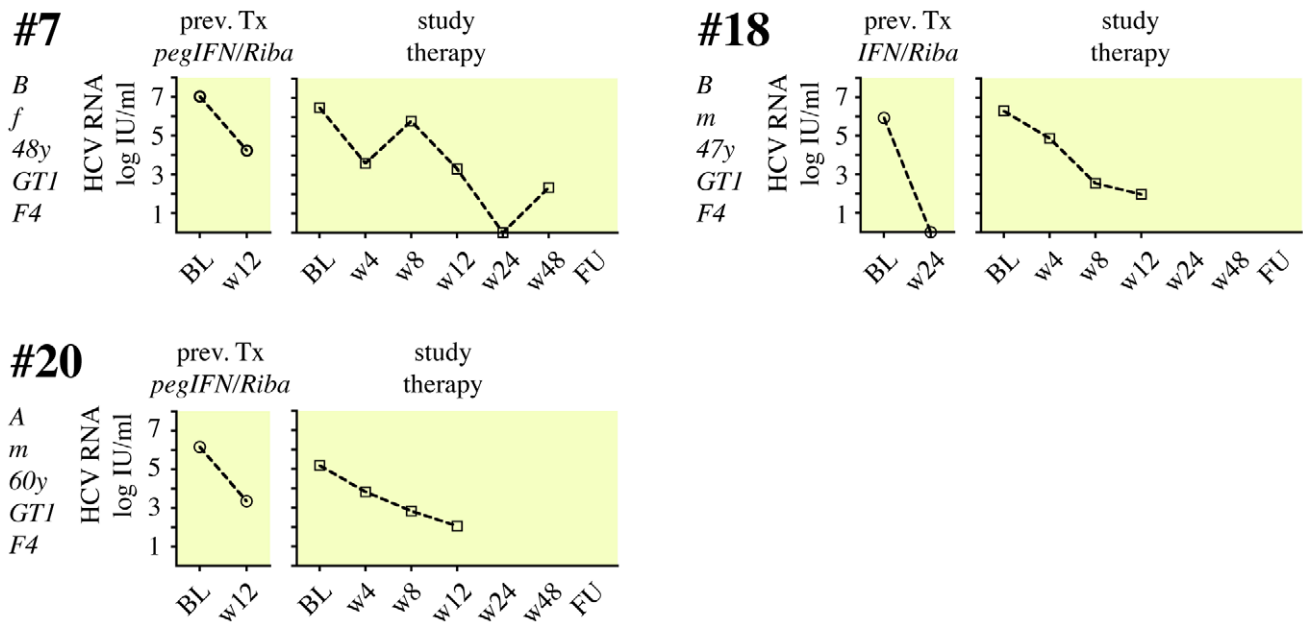 #7
prev. Tx
pegIFN/Riba
study
therapy
B
f
48y
GT1
F4
HCV RNA
log IU/ml
7
5
3
1
BL
w12
BL
w4
w8
w12
w24
w48
FU
#18
prev. Tx
IFN/Riba
study
therapy
B
m
47y
GT1
F4
HCV RNA
log IU/ml
7
5
3
1
BL
w24
BL
w4
w8
w12
w24
w48
FU
#20
prev. Tx
pegIFN/Riba
study
therapy
A
m
60y
GT1
F4
HCV RNA
log IU/ml
7
5
3
1
BL
w12
BL
w4
w8
w12
w24
w48
FU